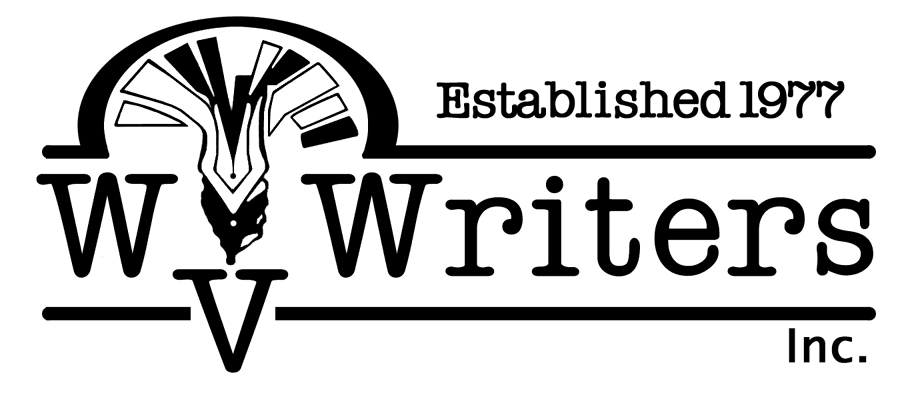 Established 1977
W Writers
V
Inc.